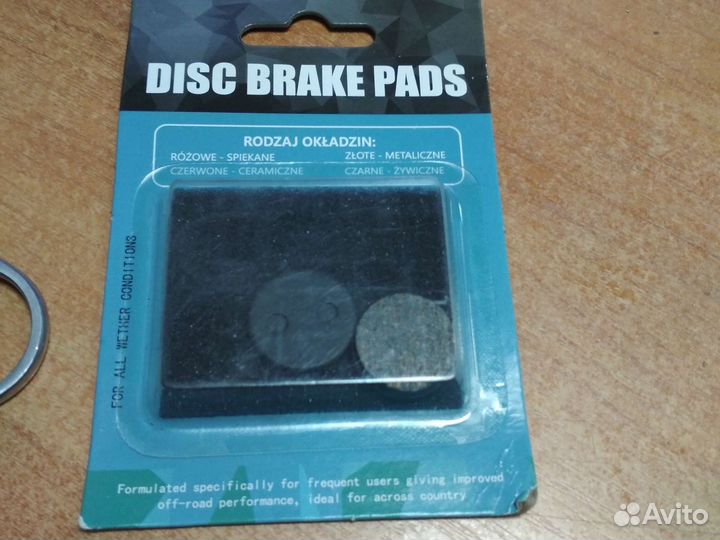 DISC BRAKE PADS
RODZAJ OKŁADZIN:
RÓŻOWE - SPIEKANE ZŁOTE - METALICZNE
CZERWONE - CERAMICZNE CZARNE - ŻYWICZNE
FOR ALL WETHER CONDITIONS
Formulated specifically for frequent users giving improved
off-road performance, ideal for across country
Avito